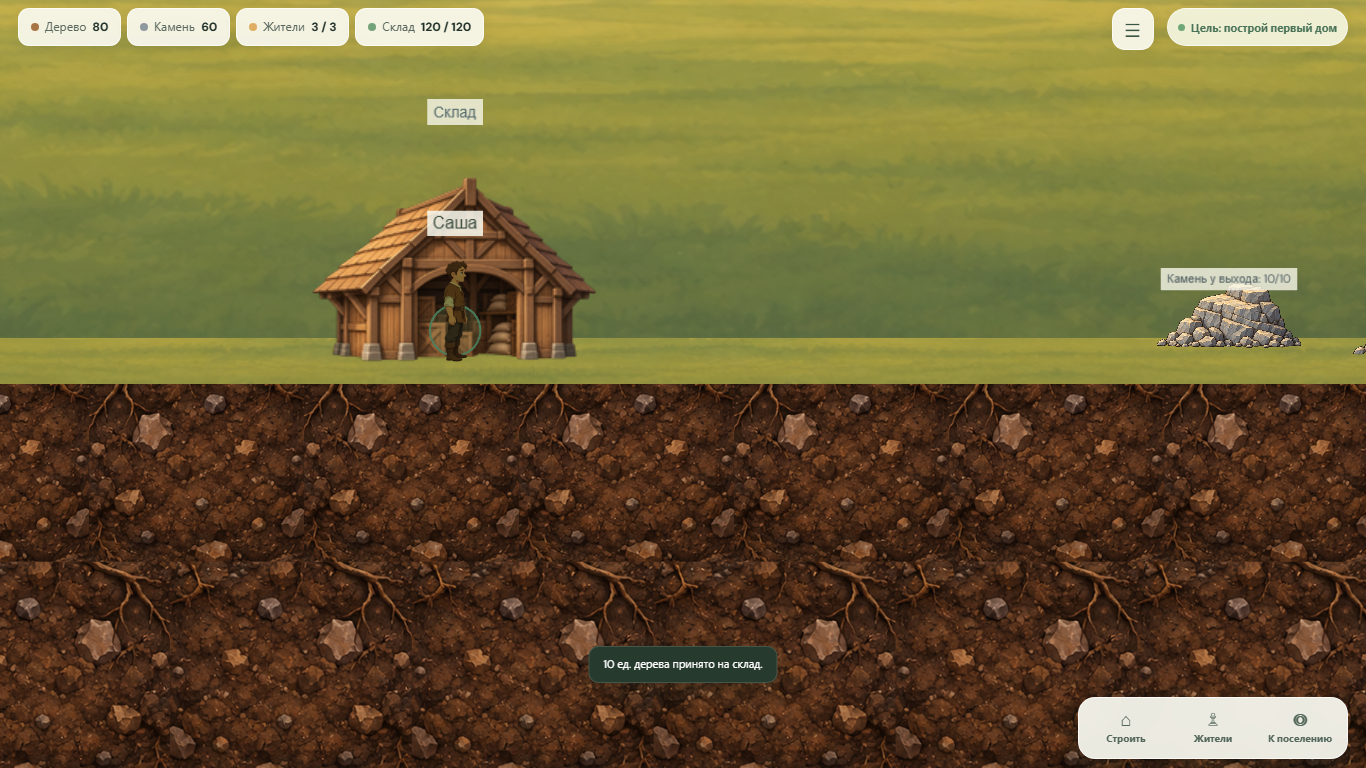 Дерево 80
Камень 60
Жители 3 / 3
Склад 120 / 120
☰
Цель: построй первый дом
Склад
Саша
Камень у выхода: 10/10
10 ед. дерева принято на склад.
Строить
Жители
К поселению